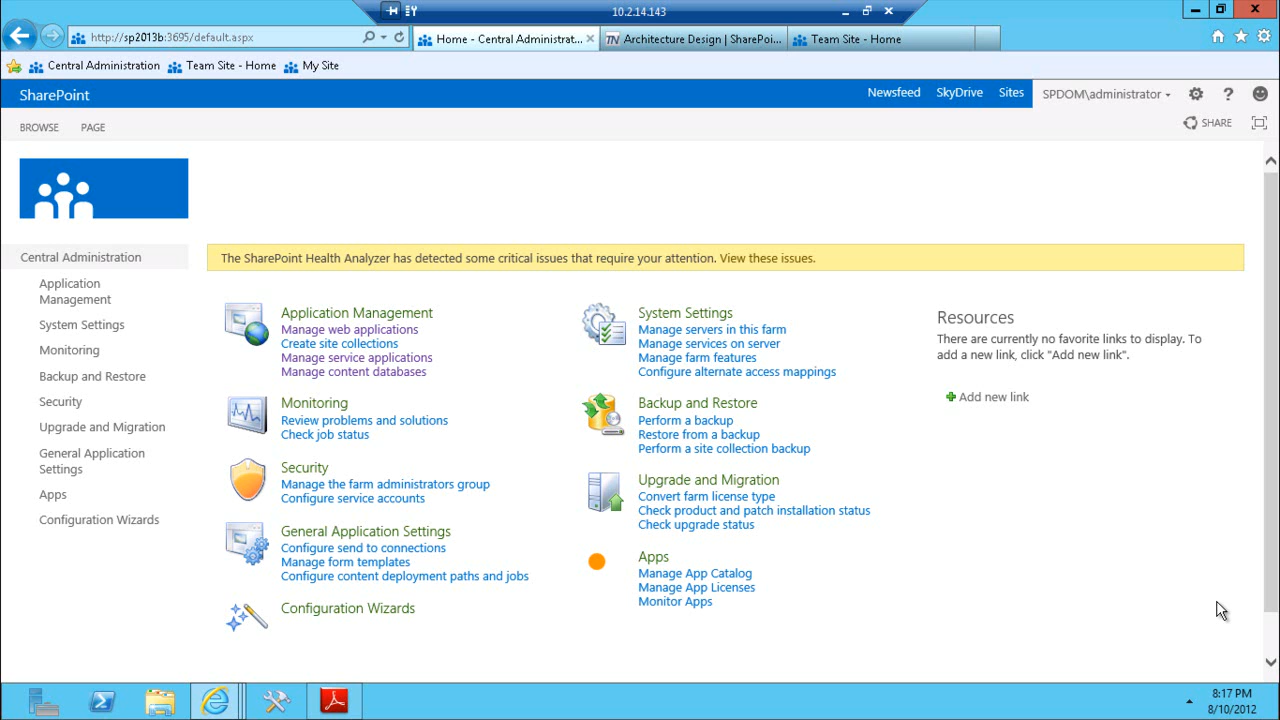 10.2.14.143
http://sp2013b:3695/default.aspx
Home - Central Administrat...
Architecture Design | SharePoi...
Team Site - Home
Central Administration
Team Site - Home
My Site
SharePoint
Newsfeed
SkyDrive
Sites
SPDOM\administrator
BROWSE
PAGE
SHARE
Central Administration
Application
Management
System Settings
Monitoring
Backup and Restore
Security
Upgrade and Migration
General Application
Settings
Apps
Configuration Wizards
The SharePoint Health Analyzer has detected some critical issues that require your attention. View these issues.
Application Management
Manage web applications
Create site collections
Manage service applications
Manage content databases
Monitoring
Review problems and solutions
Check job status
Security
Manage the farm administrators group
Configure service accounts
General Application Settings
Configure send to connections
Manage form templates
Configure content deployment paths and jobs
Configuration Wizards
System Settings
Manage servers in this farm
Manage services on server
Manage farm features
Configure alternate access mappings
Backup and Restore
Perform a backup
Restore from a backup
Perform a site collection backup
Upgrade and Migration
Convert farm license type
Check product and patch installation status
Check upgrade status
Apps
Manage App Catalog
Manage App Licenses
Monitor Apps
Resources
There are currently no favorite links to display. To
add a new link, click "Add new link".
Add new link
8:17 PM
8/10/2012